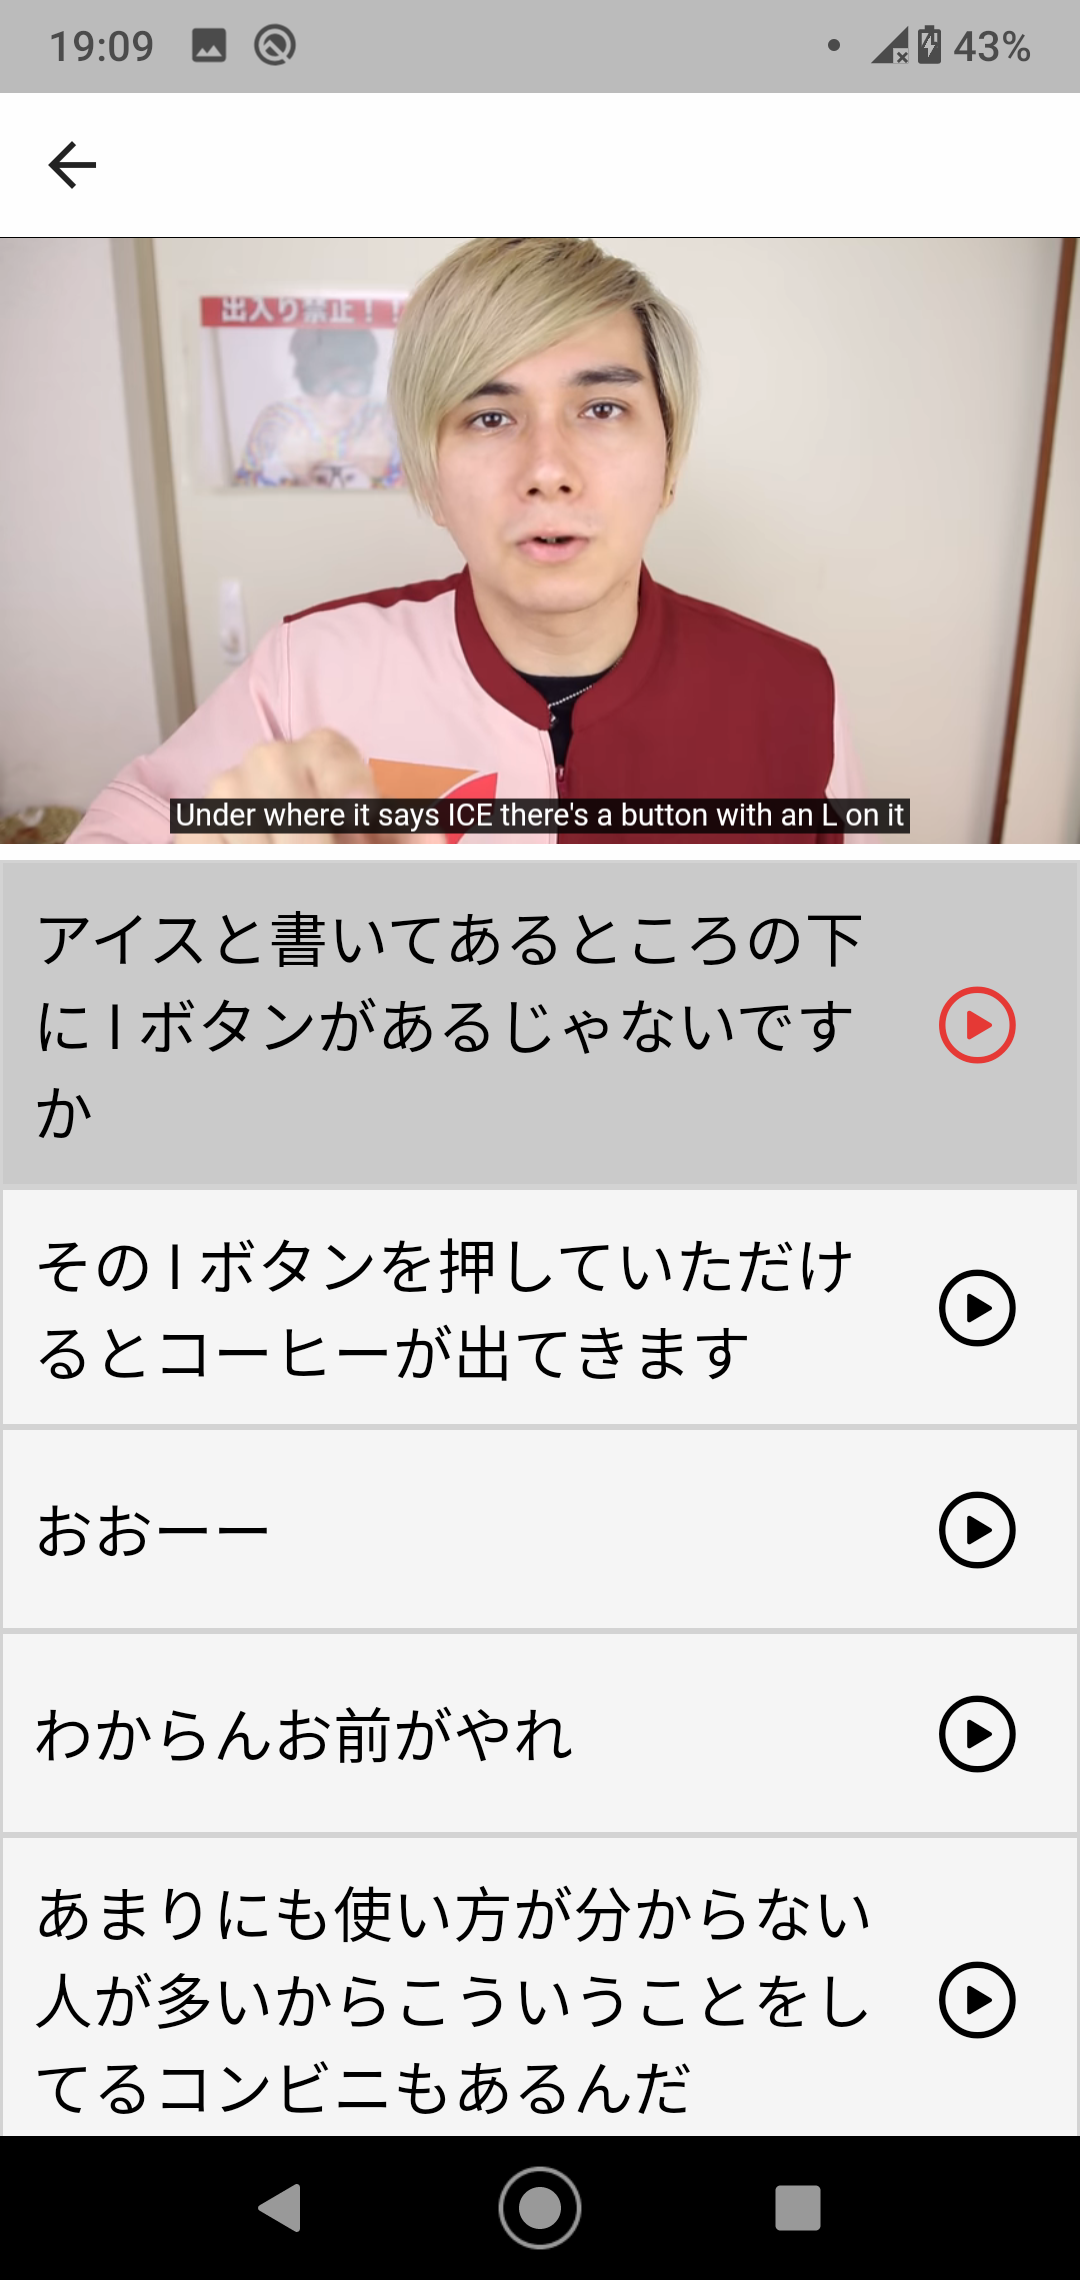 19:09
43%
出入り禁止！！
Under where it says ICE there's a button with an L on it
アイスと書いてあるところの下
に l ボタンがあるじゃないです
か
その l ボタンを押していただけ
るとコーヒーが出てきます
おおーー
わからんお前がやれ
あまりにも使い方が分からない
人が多いからこういうことをし
てるコンビニもあるんだ